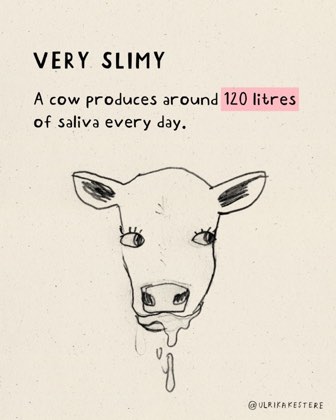 VERY SLIMY
A cow produces around 120 litres
of saliva every day.
@ULRIKAKESTERE